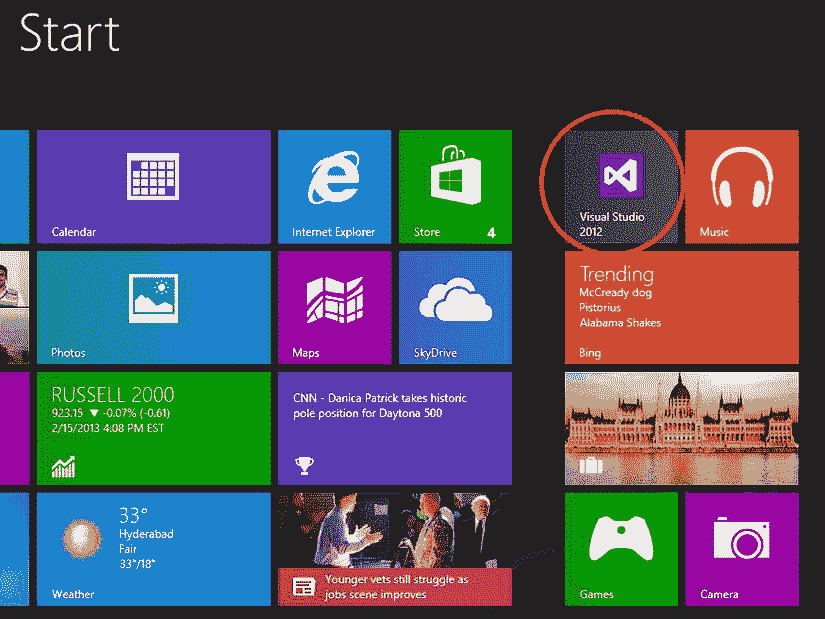 Start
Calendar
Internet Explorer
Store
4
Visual Studio
2012
Music
Photos
Maps
SkyDrive
Trending
McCready dog
Pistorius
Alabama Shakes
Bing
RUSSELL 2000
923.15 ▼ -0.07% (-0.61)
2/15/2013 4:08 PM EST
CNN - Danica Patrick takes historic
pole position for Daytona 500
33°
Hyderabad
Fair
33°/18°
Weather
Younger vets still struggle as
jobs scene improves
Games
Camera